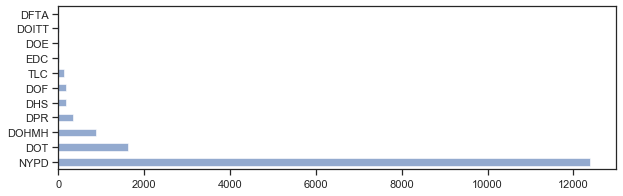 DFTA
DOITT
DOE
EDC
TLC
DOF
DHS
DPR
DOHMH
DOT
NYPD
0 2000 4000 6000 8000 10000 12000